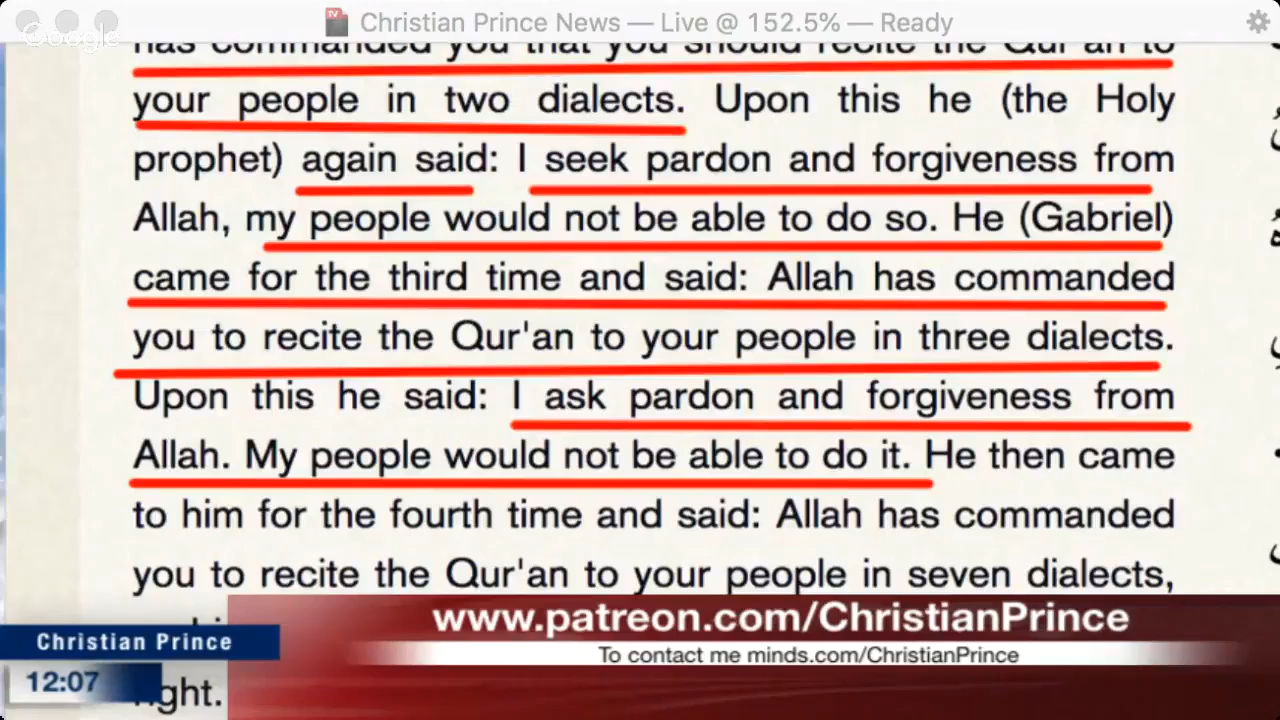 Christian Prince News — Live @ 152.5% — Ready
Google
has commanded you that you should recite the Qur'an to
your people in two dialects. Upon this he (the Holy
prophet) again said: I seek pardon and forgiveness from
Allah, my people would not be able to do so. He (Gabriel)
came for the third time and said: Allah has commanded
you to recite the Qur'an to your people in three dialects.
Upon this he said: I ask pardon and forgiveness from
Allah. My people would not be able to do it. He then came
to him for the fourth time and said: Allah has commanded
you to recite the Qur'an to your people in seven dialects,
right.
www.patreon.com/ChristianPrince
To contact me minds.com/ChristianPrince
Christian Prince
12:07